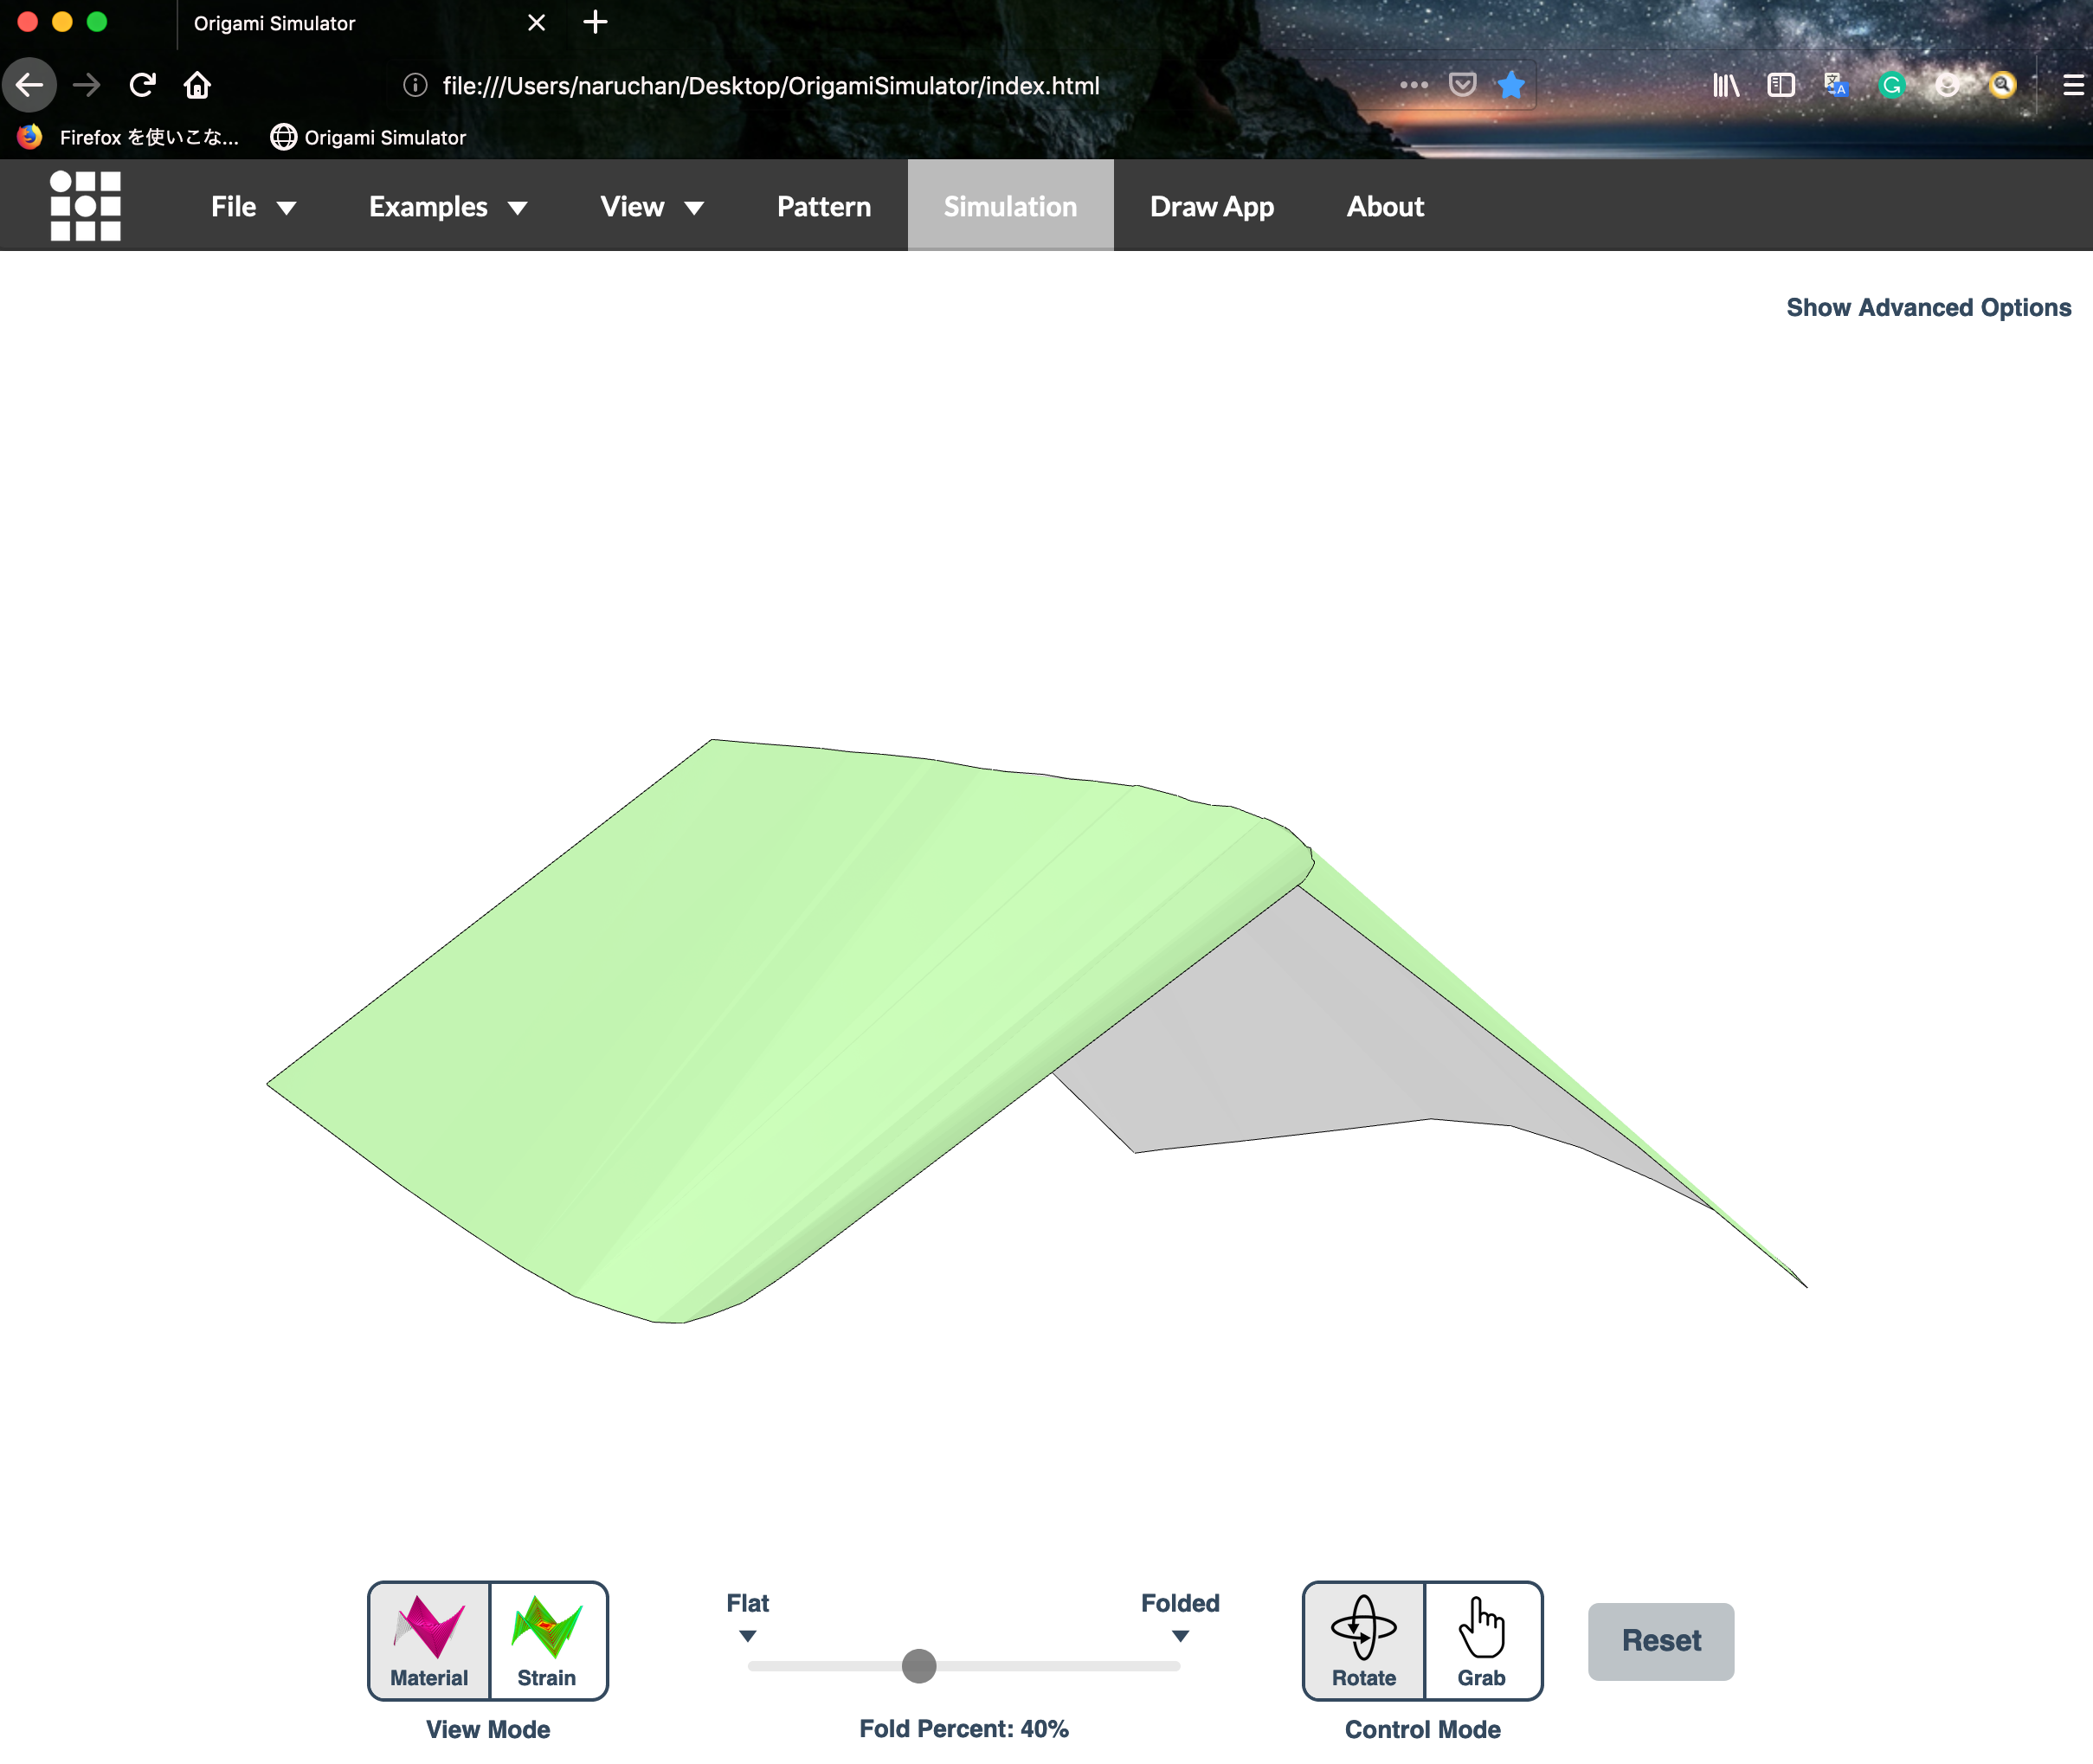 Origami Simulator
file:///Users/naruchan/Desktop/OrigamiSimulator/index.html
Firefox を使いこな... Origami Simulator
File Examples View Pattern Simulation Draw App About
Show Advanced Options
Flat Folded
Material Strain Rotate Grab Reset
View Mode Fold Percent: 40% Control Mode